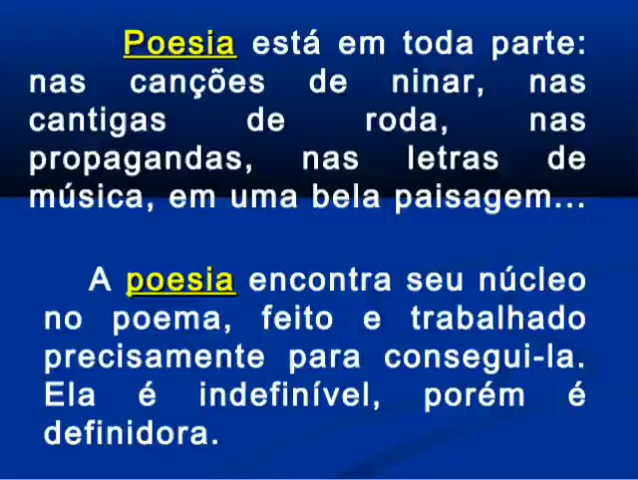 Poesia está em toda parte:
nas canções de ninar, nas
cantigas de roda, nas
propagandas, nas letras de
música, em uma bela paisagem...
A poesia encontra seu núcleo
no poema, feito e trabalhado
precisamente para consegui-la.
Ela é indefinível, porém é
definidora.